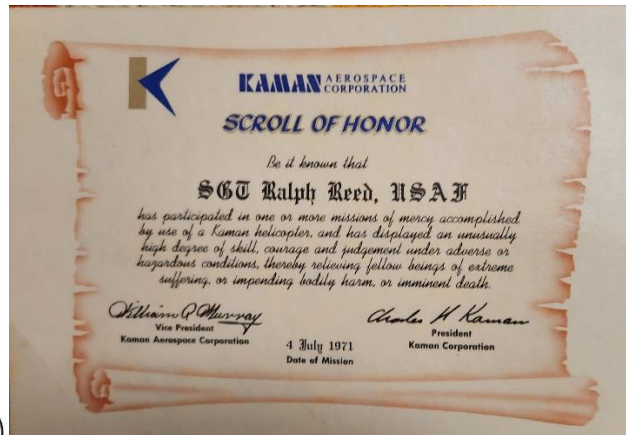 KAMAN AEROSPACE CORPORATION
SCROLL OF HONOR
Be it known that
SGT Ralph Reed, USAF
has participated in one or more missions of mercy accomplished
by use of a Kaman helicopter, and has displayed an unusually
high degree of skill, courage and judgement under adverse or
hazardous conditions, thereby relieving fellow beings of extreme
suffering, or impending bodily harm, or imminent death.
William P Murray
Vice President
Kaman Aerospace Corporation
4 July 1971
Date of Mission
Charles H Kaman
President
Kaman Corporation